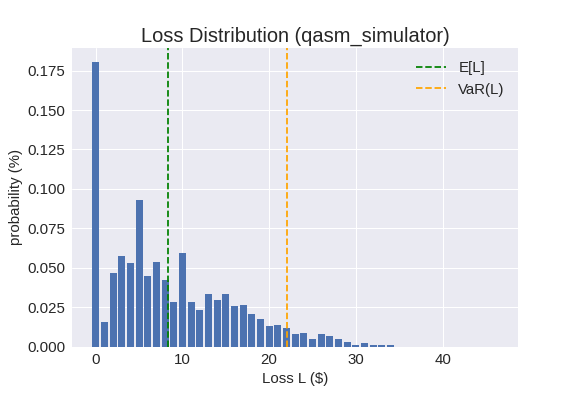 Loss Distribution (qasm_simulator)
E[L]
VaR(L)
probability (%)
0.175
0.150
0.125
0.100
0.075
0.050
0.025
0.000
0 10 20 30 40
Loss L ($)